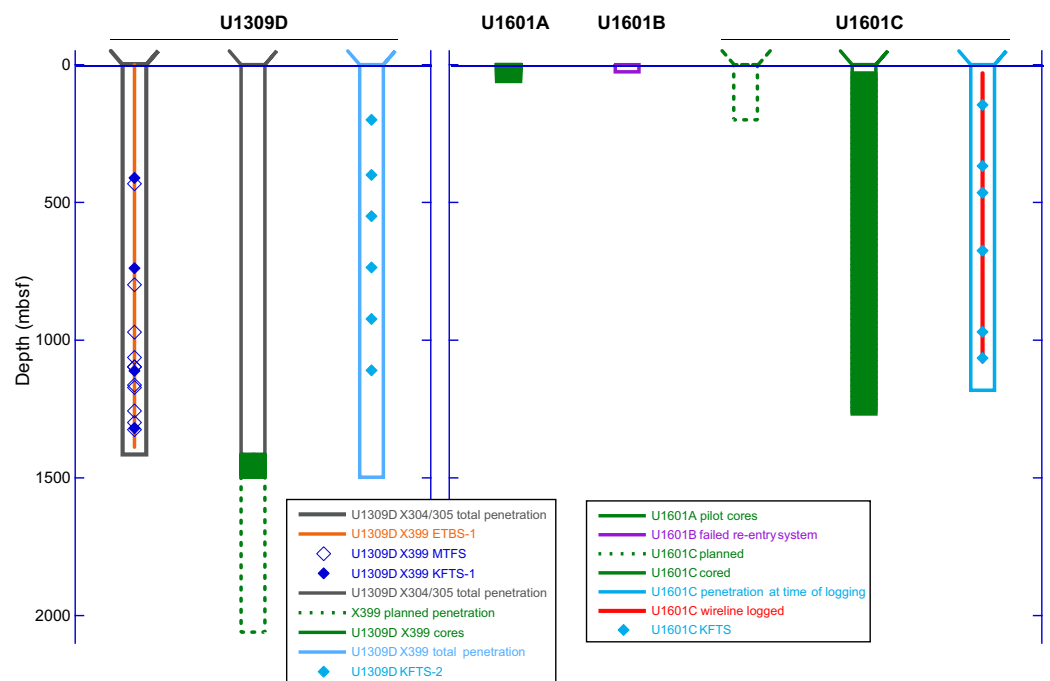 U1309D
U1601A
U1601B
U1601C
0
500
1000
1500
2000
Depth (mbsf)
U1309D X304/305 total penetration
U1309D X399 ETBS-1
U1309D X399 MTFS
U1309D X399 KFTS-1
U1309D X304/305 total penetration
X399 planned penetration
U1309D X399 cores
U1309D X399 total penetration
U1309D KFTS-2
U1601A pilot cores
U1601B failed re-entry system
U1601C planned
U1601C cored
U1601C penetration at time of logging
U1601C wireline logged
U1601C KFTS